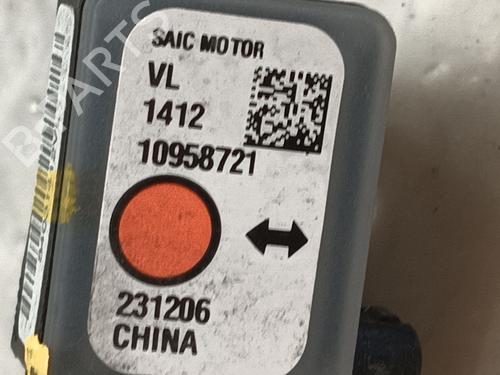 SAIC MOTOR
VL
1412
10958721
231206
CHINA